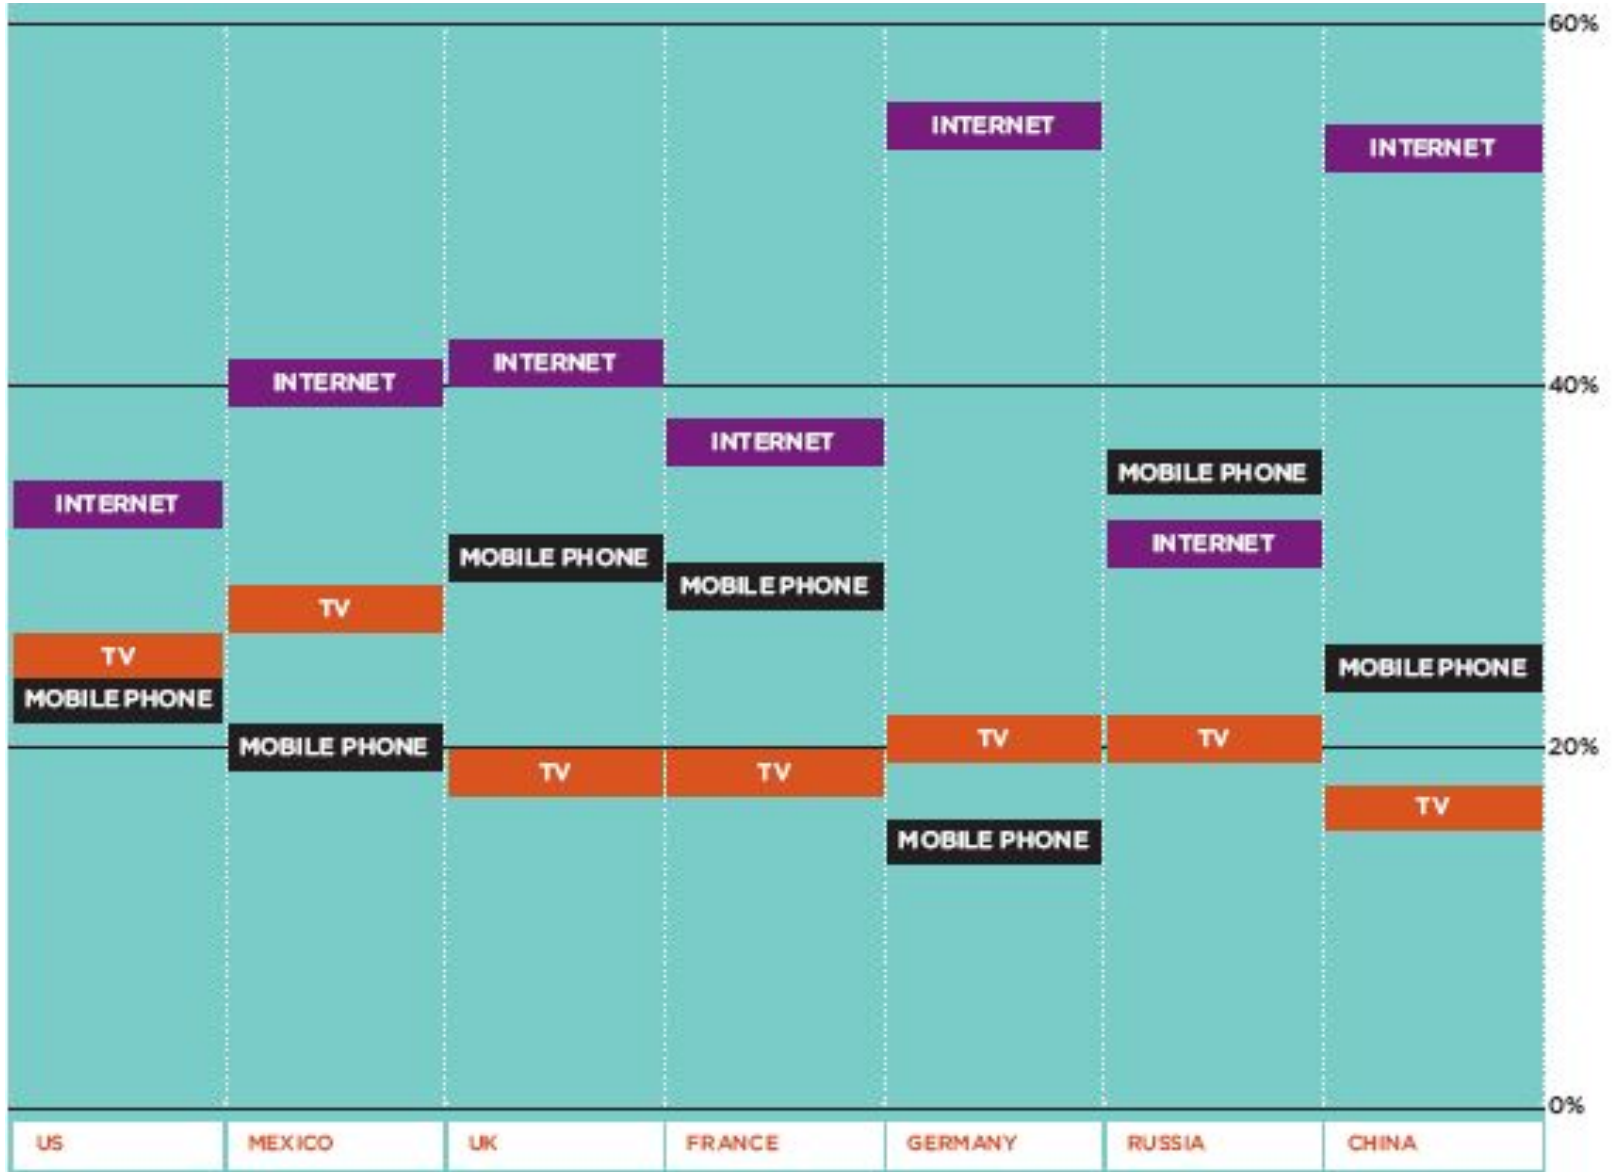 60%
INTERNET
INTERNET
INTERNET
INTERNET
40%
INTERNET
INTERNET
MOBILE PHONE
INTERNET
INTERNET
MOBILE PHONE
MOBILE PHONE
TV
TV
MOBILE PHONE
MOBILE PHONE
TV
TV
MOBILE PHONE
20%
TV
TV
TV
MOBILE PHONE
0%
US
MEXICO
UK
FRANCE
GERMANY
RUSSIA
CHINA